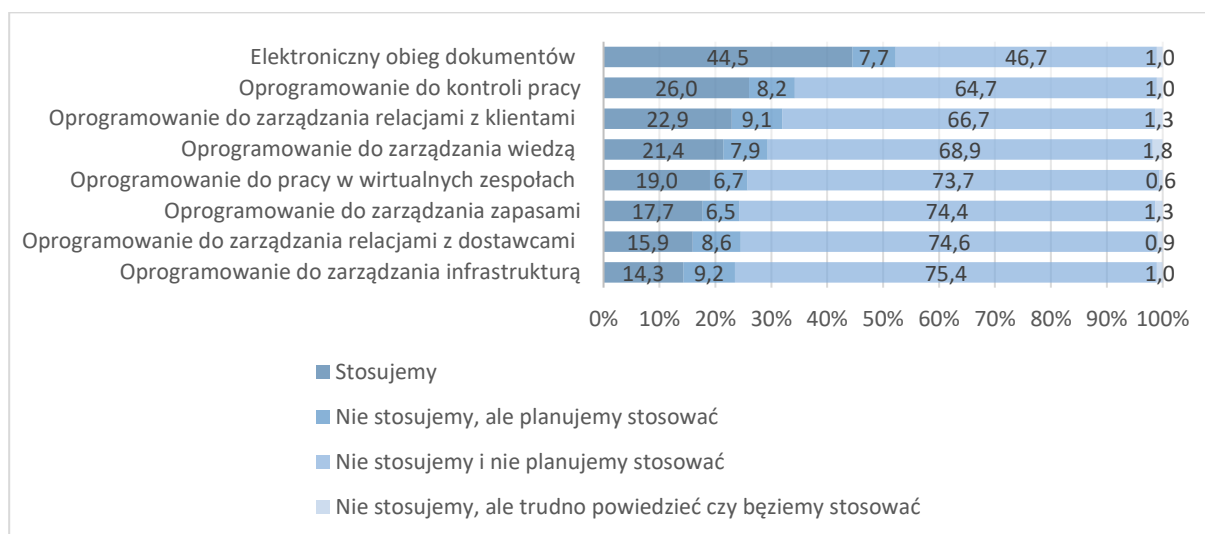 Elektroniczny obieg dokumentów 44,5 7,7 46,7 1,0
Oprogramowanie do kontroli pracy 26,0 8,2 64,7 1,0
Oprogramowanie do zarządzania relacjami z klientami 22,9 9,1 66,7 1,3
Oprogramowanie do zarządzania wiedzą 21,4 7,9 68,9 1,8
Oprogramowanie do pracy w wirtualnych zespołach 19,0 6,7 73,7 0,6
Oprogramowanie do zarządzania zapasami 17,7 6,5 74,4 1,3
Oprogramowanie do zarządzania relacjami z dostawcami 15,9 8,6 74,6 0,9
Oprogramowanie do zarządzania infrastrukturą 14,3 9,2 75,4 1,0
0% 10% 20% 30% 40% 50% 60% 70% 80% 90% 100%
Stosujemy
Nie stosujemy, ale planujemy stosować
Nie stosujemy i nie planujemy stosować
Nie stosujemy, ale trudno powiedzieć czy bęziemy stosować